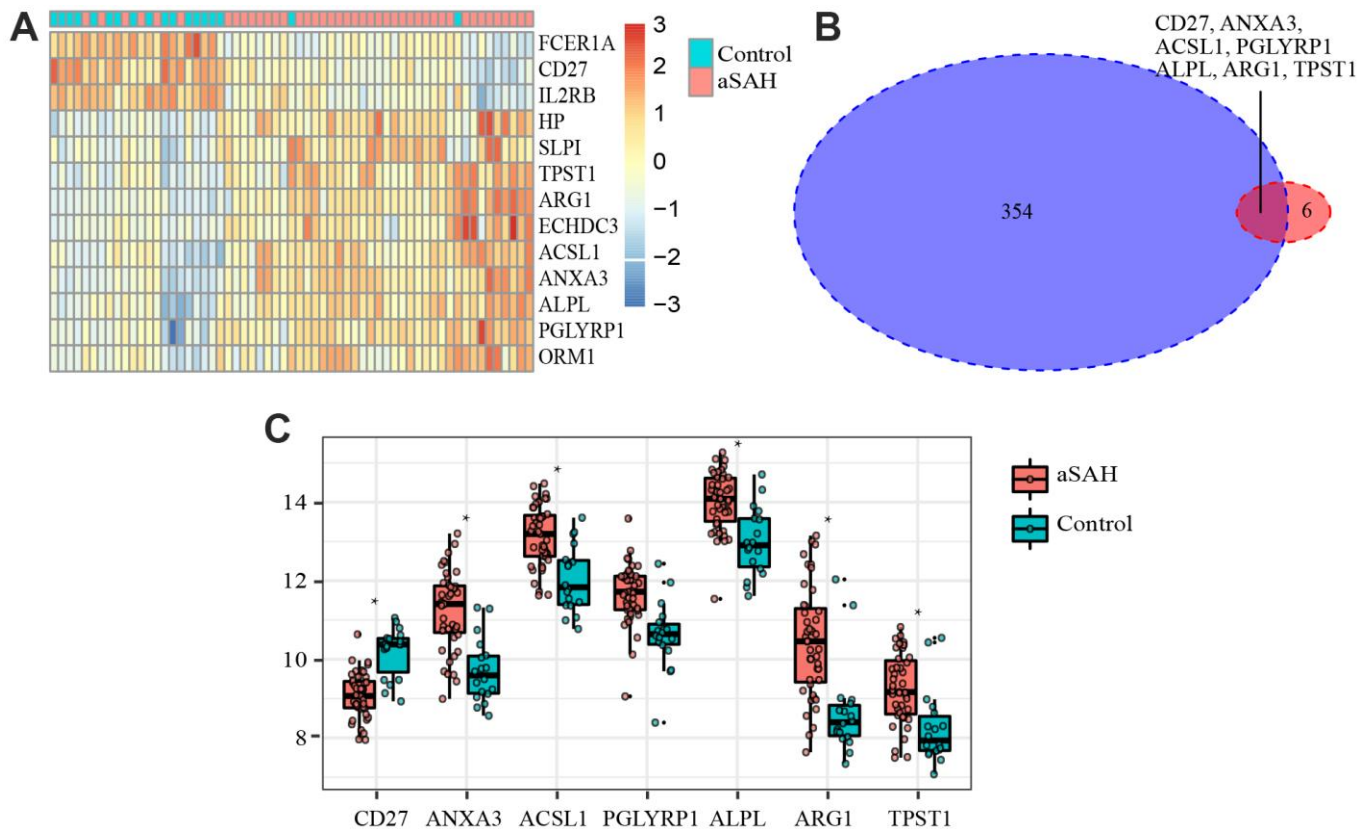 A
3
2
1
0
−1
−2
−3
FCER1A
CD27
IL2RB
HP
SLPI
TPST1
ARG1
ECHDC3
ACSL1
ANXA3
ALPL
PGLYRP1
ORM1
Control
aSAH
B
CD27, ANXA3,
ACSL1, PGLYRP1
ALPL, ARG1, TPST1
354
6
C
14
12
10
8
*
*
*
*
*
*
CD27 ANXA3 ACSL1 PGLYRP1 ALPL ARG1 TPST1
aSAH
Control